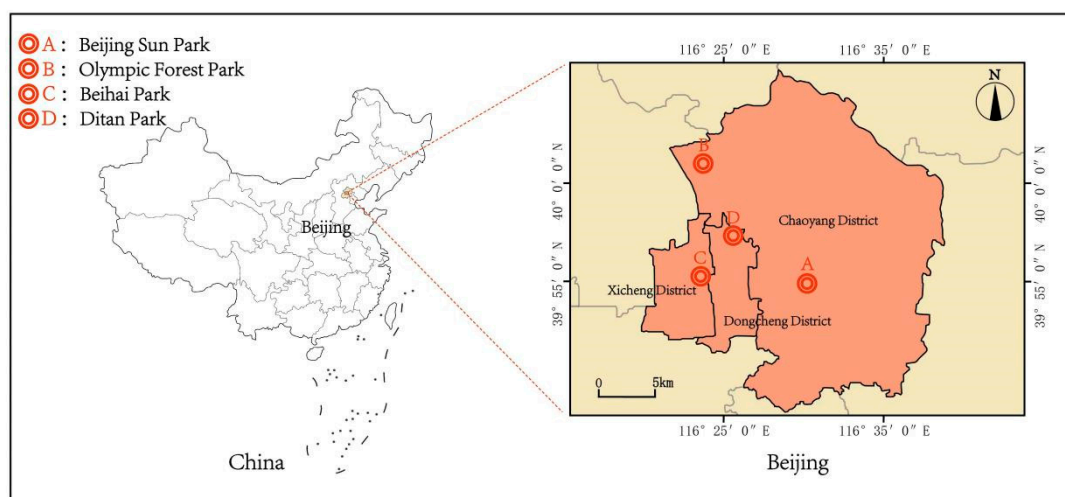 A : Beijing Sun Park
B : Olympic Forest Park
C : Beihai Park
D : Ditan Park
Beijing
China
116° 25′ 0″ E
116° 35′ 0″ E
N
40° 0′ 0″ N
40° 0′ 0″ N
39° 55′ N
39° 55′ N
B
D
Chaoyang District
C
A
Xicheng District
Dongcheng District
0
5km
116° 25′ 0″ E
116° 35′ 0″ E
Beijing